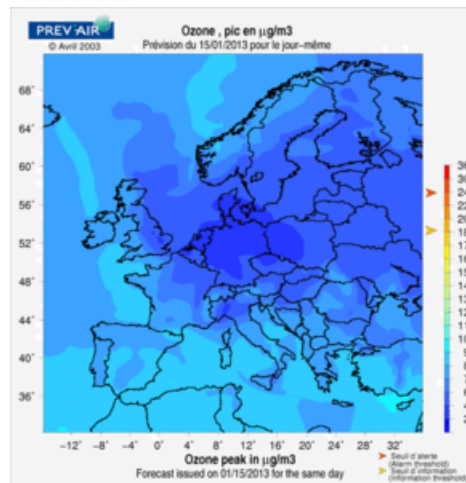 PREV'AIR
© Avril 2003
Ozone , pic en µg/m3
Prévision du 15/01/2013 pour le jour-même
68°
64°
60°
56°
52°
48°
44°
40°
36°
-12° -8° -4° 0° 4° 8° 12° 16° 20° 24° 28° 32°
Ozone peak in µg/m3
Forecast issued on 01/15/2013 for the same day
Seuil d'alerte
(Alarm threshold)
Seuil d'information
(Information threshold)